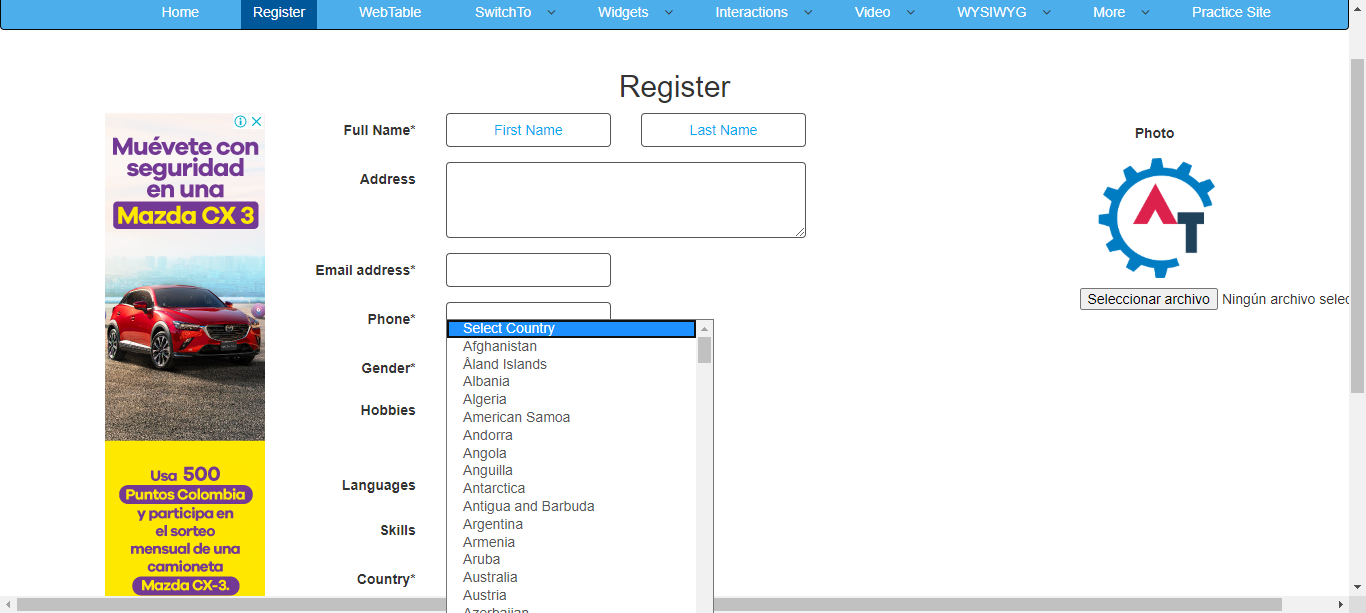 Home Register WebTable SwitchTo Widgets Interactions Video WYSIWYG More Practice Site
Register
Muévete con
seguridad
en una
Mazda CX 3
Usa 500
Puntos Colombia
y participa en
el sorteo
mensual de una
camioneta
Mazda CX-3.
Full Name* First Name Last Name
Address
Email address*
Phone*
Gender*
Hobbies
Languages
Skills
Country*
Select Country
Afghanistan
Åland Islands
Albania
Algeria
American Samoa
Andorra
Angola
Anguilla
Antarctica
Antigua and Barbuda
Argentina
Armenia
Aruba
Australia
Austria
Azerbaijan
Photo
AT
Seleccionar archivo Ningún archivo selec